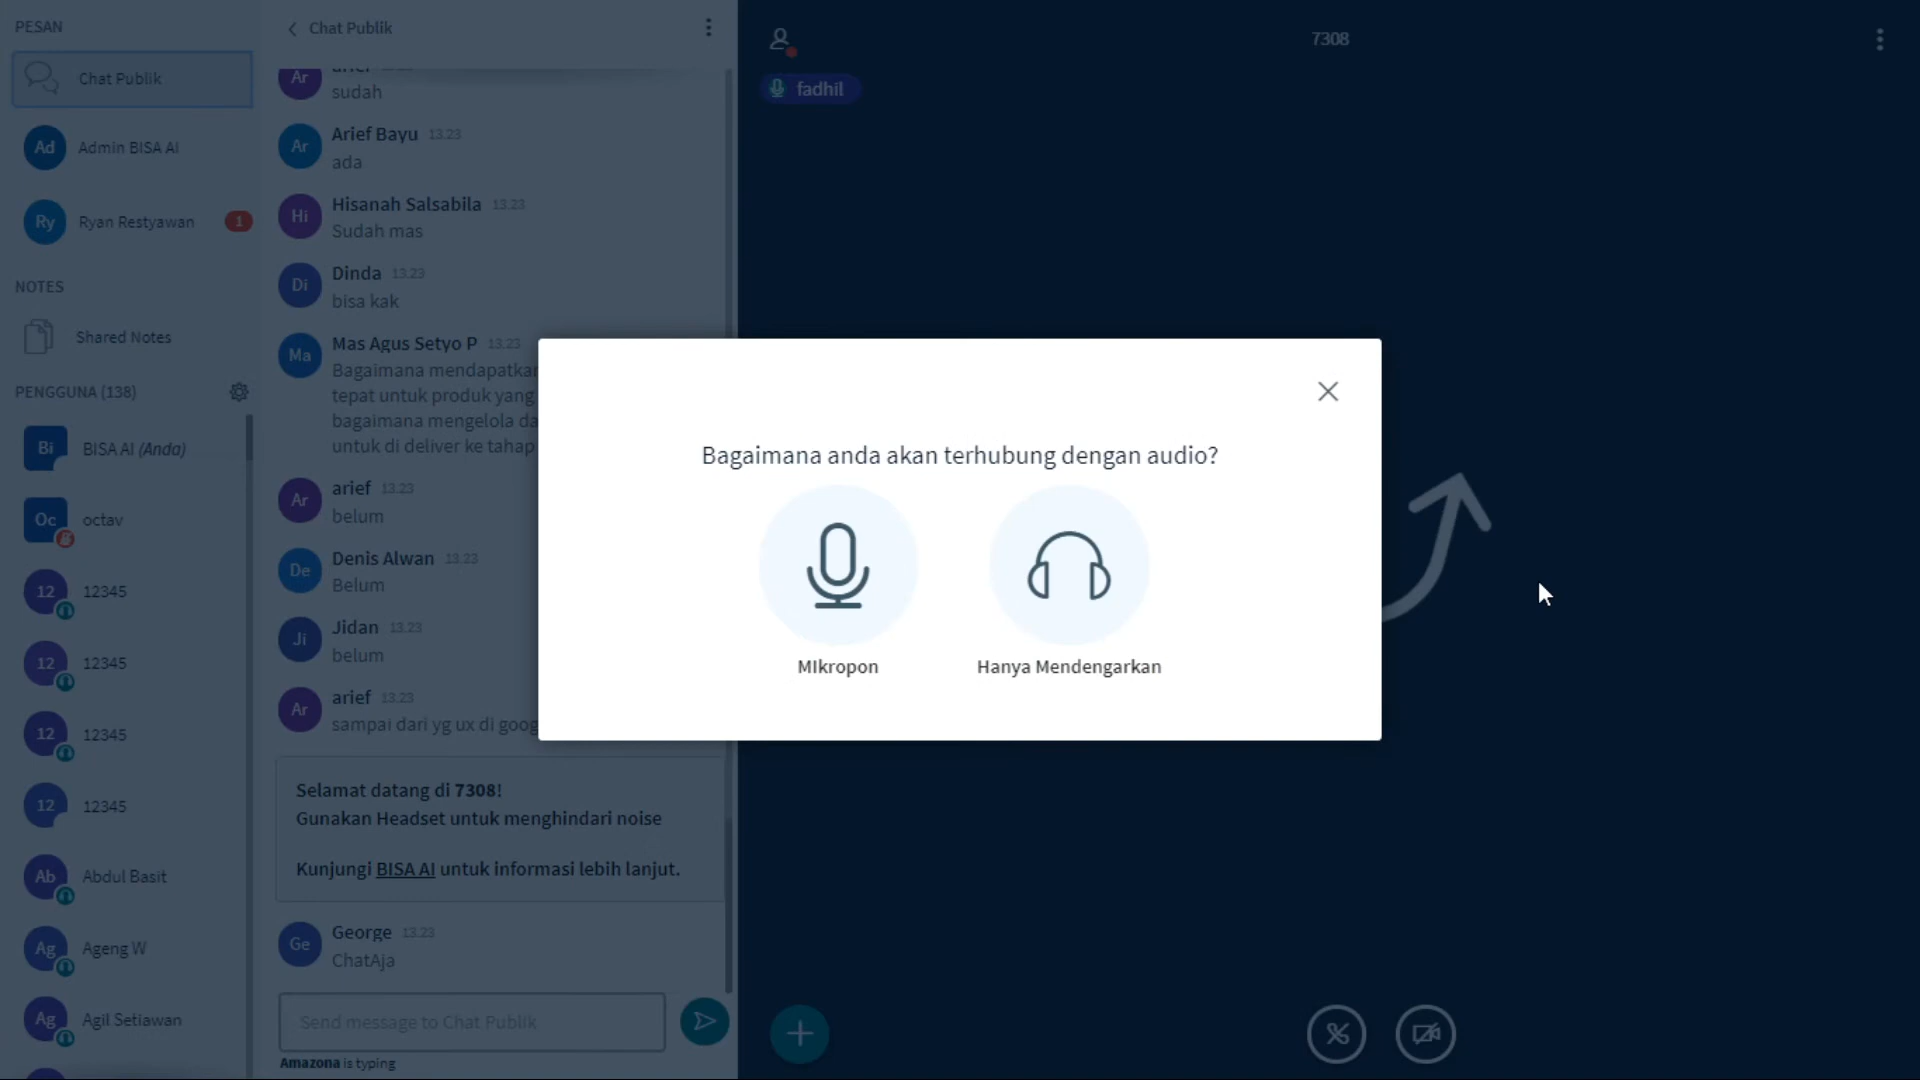 PESAN
Chat Publik
Ad
Admin BISA AI
Ry
Ryan Restyawan
1
NOTES
Shared Notes
PENGGUNA (138)
Bi
BISA AI (Anda)
Oc
octav
12
12345
12
12345
12
12345
12
12345
Ab
Abdul Basit
Ag
Ageng W
Ag
Agil Setiawan
Chat Publik
Ar
sudah
Ar
Arief Bayu 13.23
ada
Hi
Hisanah Salsabila 13.23
Sudah mas
Di
Dinda 13.23
bisa kak
Ma
Mas Agus Setyo P 13.23
Bagaimana mendapatkan
tepat untuk produk yang
bagaimana mengelola da
untuk di deliver ke tahap
Ar
arief 13.23
belum
De
Denis Alwan 13.23
Belum
Ji
Jidan 13.23
belum
Ar
arief 13.23
sampai dari yg ux di goog
Selamat datang di 7308!
Gunakan Headset untuk menghindari noise
Kunjungi BISA AI untuk informasi lebih lanjut.
Ge
George 13.23
ChatAja
Send message to Chat Publik
Amazona is typing
7308
fadhil
Bagaimana anda akan terhubung dengan audio?
MIkropon
Hanya Mendengarkan